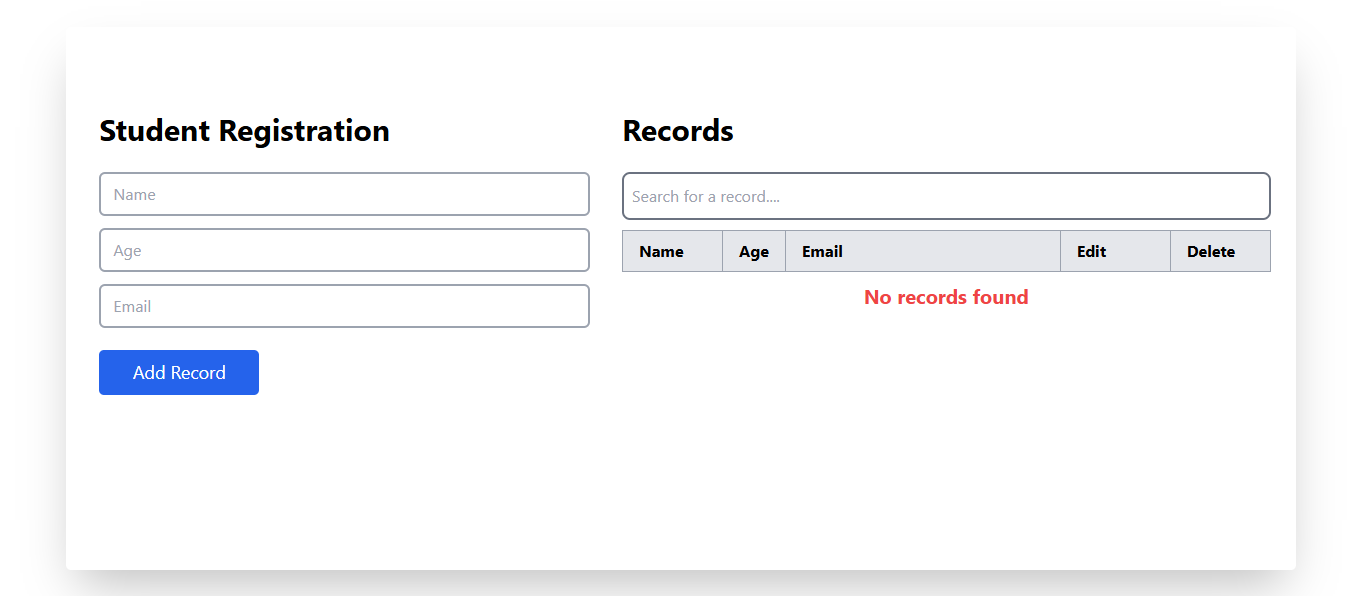 Student Registration
Name
Age
Email
Add Record
Records
Search for a record....
Name Age Email Edit Delete
No records found